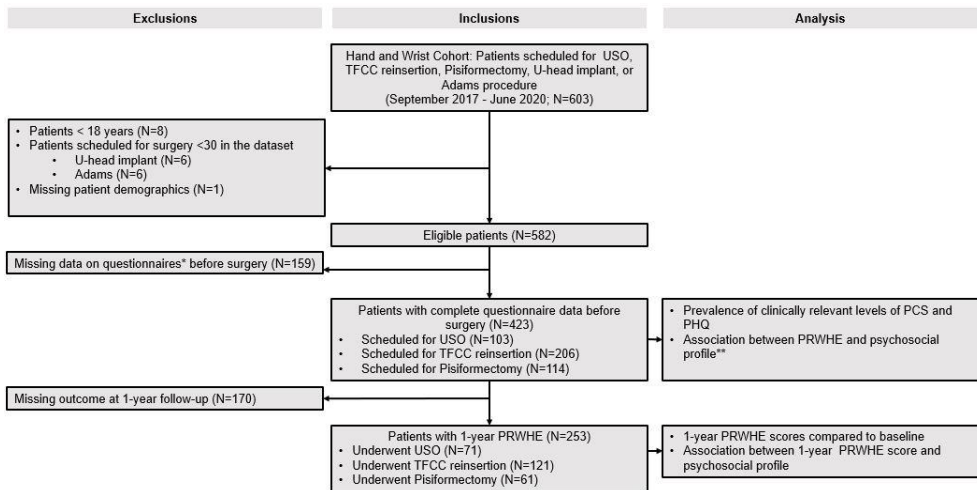 Exclusions
Inclusions
Analysis
Hand and Wrist Cohort: Patients scheduled for USO,
TFCC reinsertion, Pisiformectomy, U-head implant, or
Adams procedure
(September 2017 - June 2020; N=603)
• Patients < 18 years (N=8)
• Patients scheduled for surgery <30 in the dataset
• U-head implant (N=6)
• Adams (N=6)
• Missing patient demographics (N=1)
Eligible patients (N=582)
Missing data on questionnaires* before surgery (N=159)
Patients with complete questionnaire data before
surgery (N=423)
• Scheduled for USO (N=103)
• Scheduled for TFCC reinsertion (N=206)
• Scheduled for Pisiformectomy (N=114)
• Prevalence of clinically relevant levels of PCS and
PHQ
• Association between PRWHE and psychosocial
profile**
Missing outcome at 1-year follow-up (N=170)
Patients with 1-year PRWHE (N=253)
• Underwent USO (N=71)
• Underwent TFCC reinsertion (N=121)
• Underwent Pisiformectomy (N=61)
• 1-year PRWHE scores compared to baseline
• Association between 1-year PRWHE score and
psychosocial profile